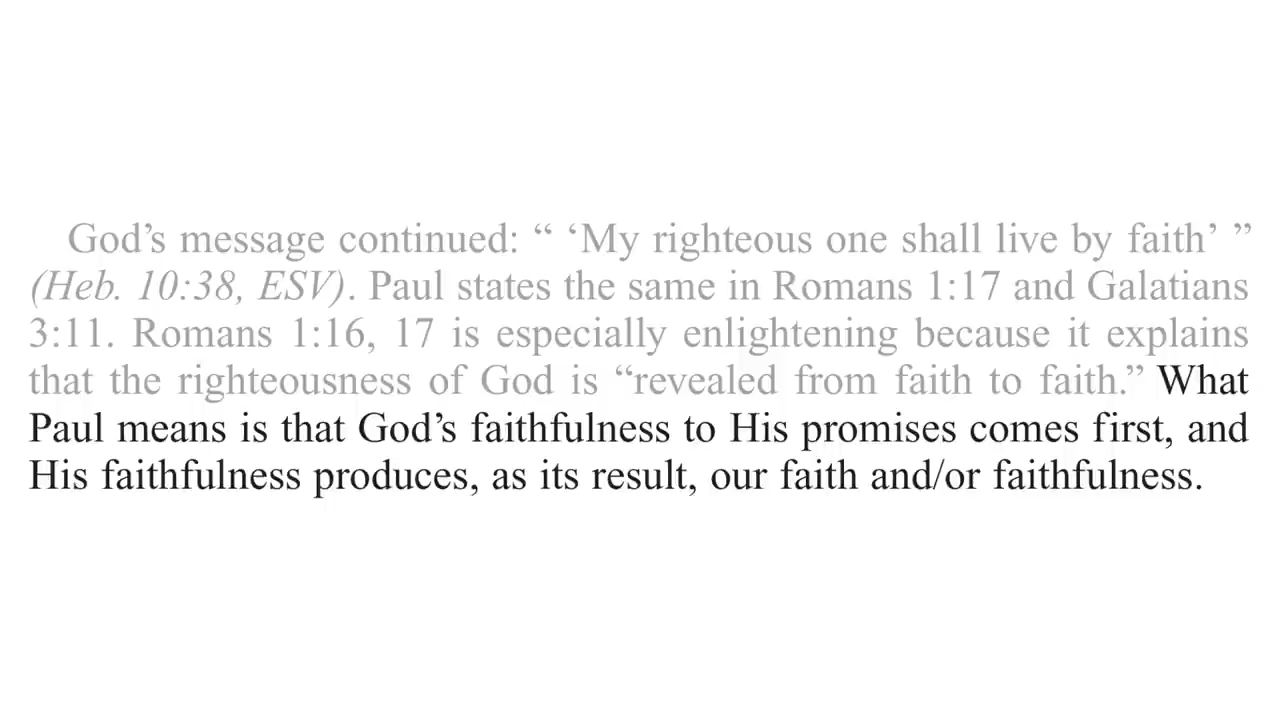 God’s message continued: “ ‘My righteous one shall live by faith’ ”
(Heb. 10:38, ESV). Paul states the same in Romans 1:17 and Galatians
3:11. Romans 1:16, 17 is especially enlightening because it explains
that the righteousness of God is “revealed from faith to faith.” What
Paul means is that God’s faithfulness to His promises comes first, and
His faithfulness produces, as its result, our faith and/or faithfulness.